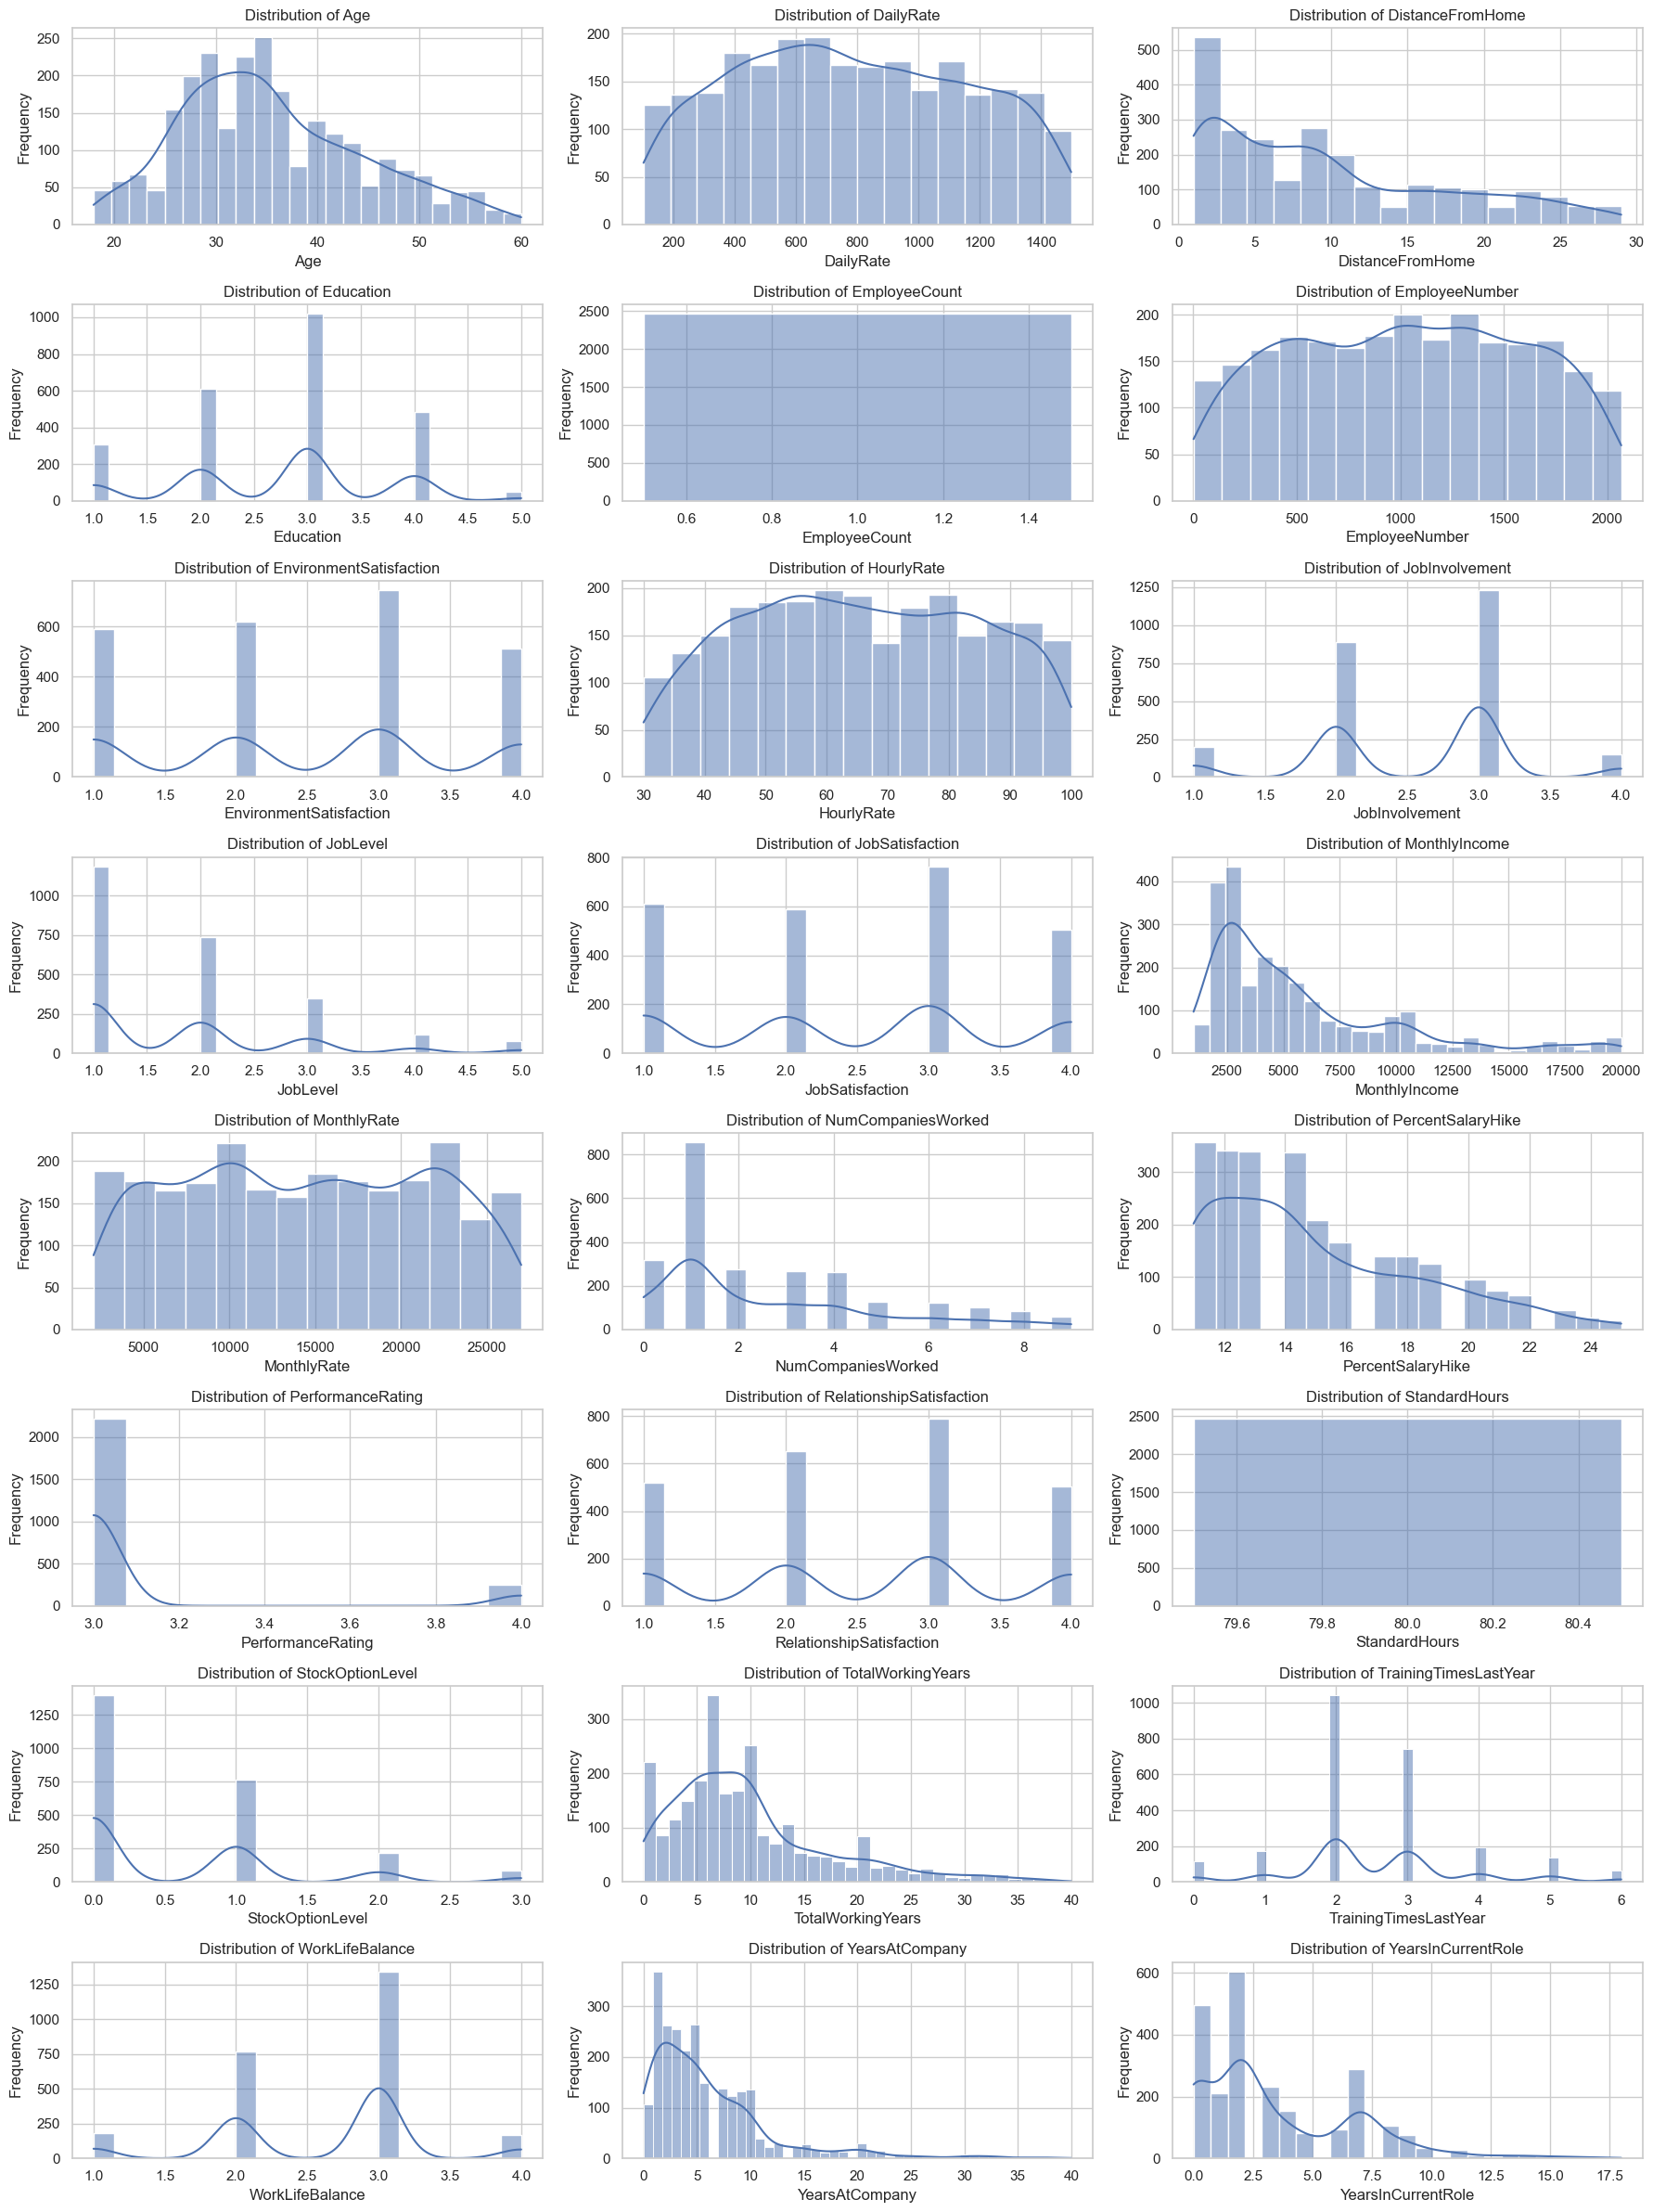 Distribution of Age
Distribution of DailyRate
Distribution of DistanceFromHome
250
200
150
100
50
0
Frequency
20 30 40 50 60
Age
200
150
100
50
0
Frequency
200 400 600 800 1000 1200 1400
DailyRate
500
400
300
200
100
0
Frequency
0 5 10 15 20 25 30
DistanceFromHome
Distribution of Education
Distribution of EmployeeCount
Distribution of EmployeeNumber
1000
800
600
400
200
0
Frequency
1.0 1.5 2.0 2.5 3.0 3.5 4.0 4.5 5.0
Education
2500
2000
1500
1000
500
0
Frequency
0.6 0.8 1.0 1.2 1.4
EmployeeCount
200
150
100
50
0
Frequency
0 500 1000 1500 2000
EmployeeNumber
Distribution of EnvironmentSatisfaction
Distribution of HourlyRate
Distribution of JobInvolvement
600
400
200
0
Frequency
1.0 1.5 2.0 2.5 3.0 3.5 4.0
EnvironmentSatisfaction
200
150
100
50
0
Frequency
30 40 50 60 70 80 90 100
HourlyRate
1250
1000
750
500
250
0
Frequency
1.0 1.5 2.0 2.5 3.0 3.5 4.0
JobInvolvement
Distribution of JobLevel
Distribution of JobSatisfaction
Distribution of MonthlyIncome
1000
750
500
250
0
Frequency
1.0 1.5 2.0 2.5 3.0 3.5 4.0 4.5 5.0
JobLevel
800
600
400
200
0
Frequency
1.0 1.5 2.0 2.5 3.0 3.5 4.0
JobSatisfaction
400
300
200
100
0
Frequency
2500 5000 7500 10000 12500 15000 17500 20000
MonthlyIncome
Distribution of MonthlyRate
Distribution of NumCompaniesWorked
Distribution of PercentSalaryHike
200
150
100
50
0
Frequency
5000 10000 15000 20000 25000
MonthlyRate
800
600
400
200
0
Frequency
0 2 4 6 8
NumCompaniesWorked
300
200
100
0
Frequency
12 14 16 18 20 22 24
PercentSalaryHike
Distribution of PerformanceRating
Distribution of RelationshipSatisfaction
Distribution of StandardHours
2000
1500
1000
500
0
Frequency
3.0 3.2 3.4 3.6 3.8 4.0
PerformanceRating
800
600
400
200
0
Frequency
1.0 1.5 2.0 2.5 3.0 3.5 4.0
RelationshipSatisfaction
2500
2000
1500
1000
500
0
Frequency
79.6 79.8 80.0 80.2 80.4
StandardHours
Distribution of StockOptionLevel
Distribution of TotalWorkingYears
Distribution of TrainingTimesLastYear
1250
1000
750
500
250
0
Frequency
0.0 0.5 1.0 1.5 2.0 2.5 3.0
StockOptionLevel
300
200
100
0
Frequency
0 5 10 15 20 25 30 35 40
TotalWorkingYears
1000
800
600
400
200
0
Frequency
0 1 2 3 4 5 6
TrainingTimesLastYear
Distribution of WorkLifeBalance
Distribution of YearsAtCompany
Distribution of YearsInCurrentRole
1250
1000
750
500
250
0
Frequency
1.0 1.5 2.0 2.5 3.0 3.5 4.0
WorkLifeBalance
300
200
100
0
Frequency
0 5 10 15 20 25 30 35 40
YearsAtCompany
600
400
200
0
Frequency
0.0 2.5 5.0 7.5 10.0 12.5 15.0 17.5
YearsInCurrentRole